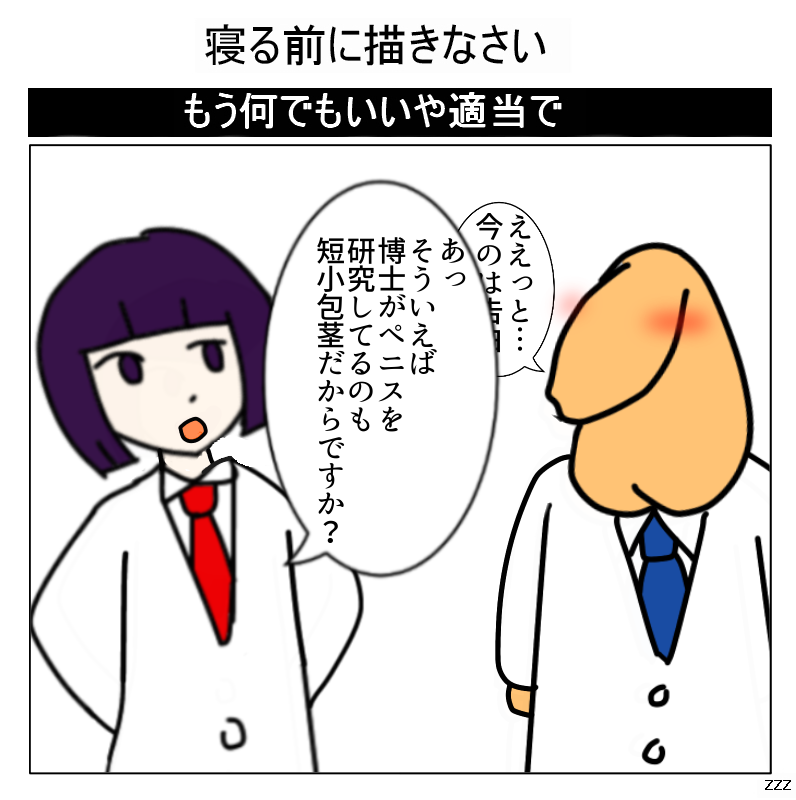 寝る前に描きなさい
もう何でもいいや適当で
ええっと…
今のは告白
あっ
そういえば
博士がペニスを
研究してるのも
短小包茎だからですか？
zzz